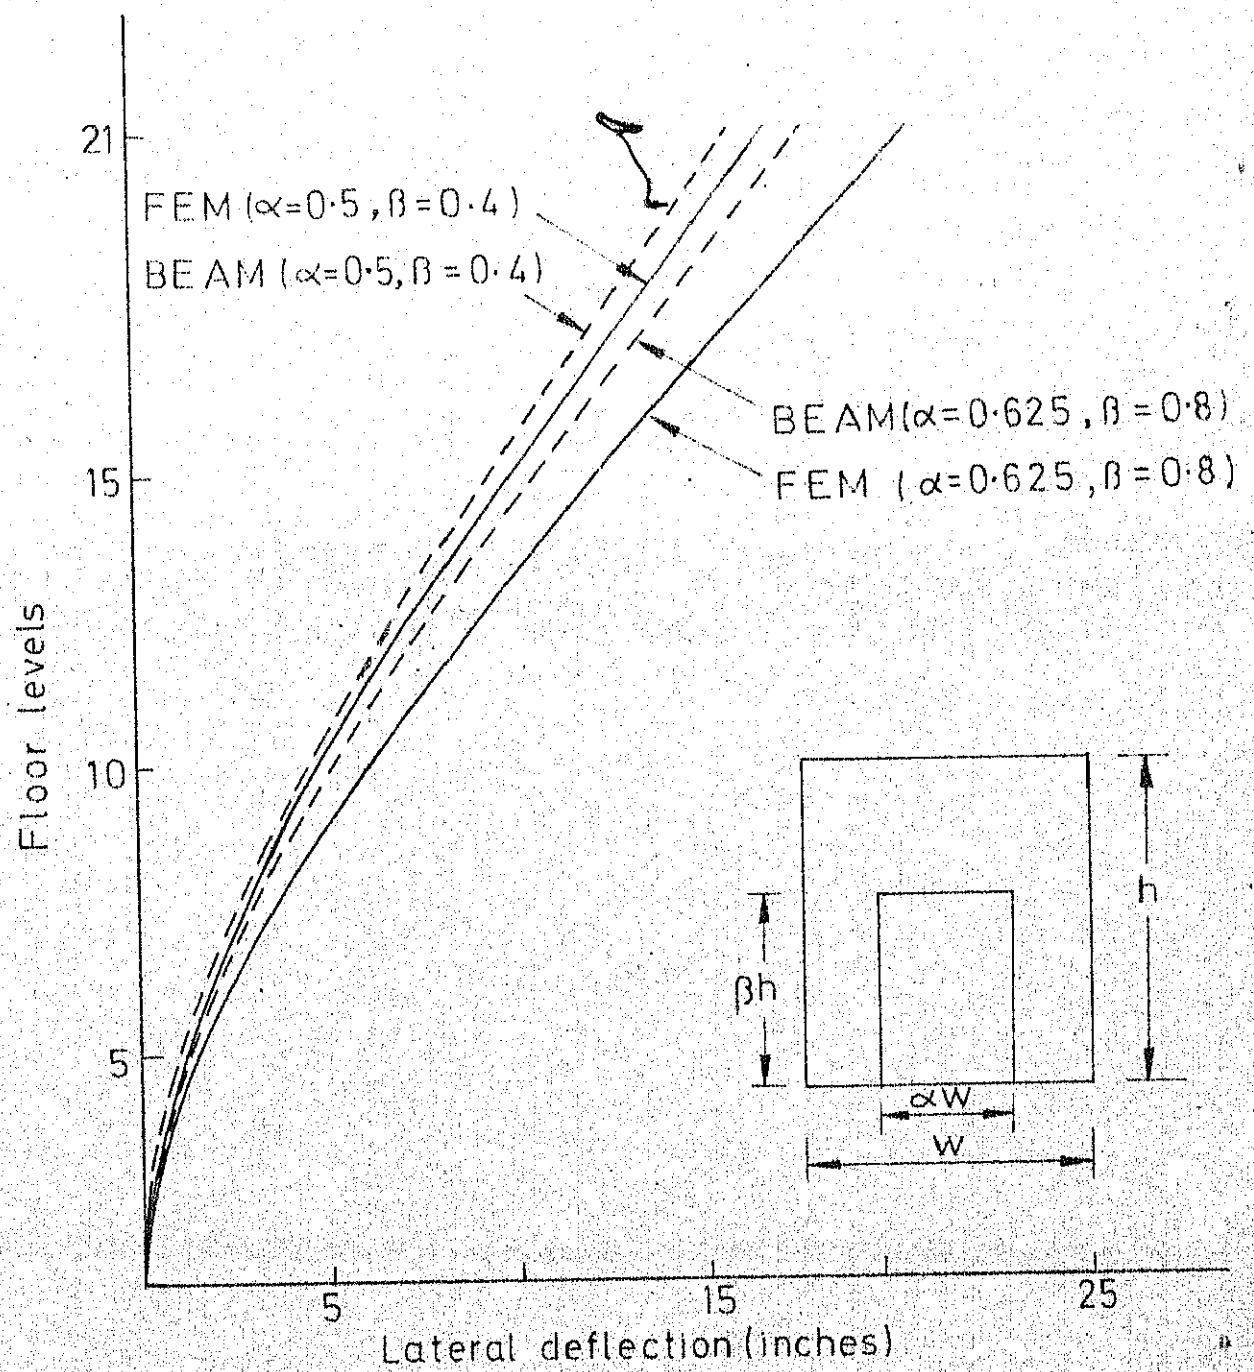 21
FEM (α=0·5, β=0·4)
BEAM (α=0·5, β=0·4)
BEAM (α=0·625, β=0·8)
FEM (α=0·625, β=0·8)
15
10
5
Floor levels
h
βh
αW
W
5
15
25
Lateral deflection (inches)